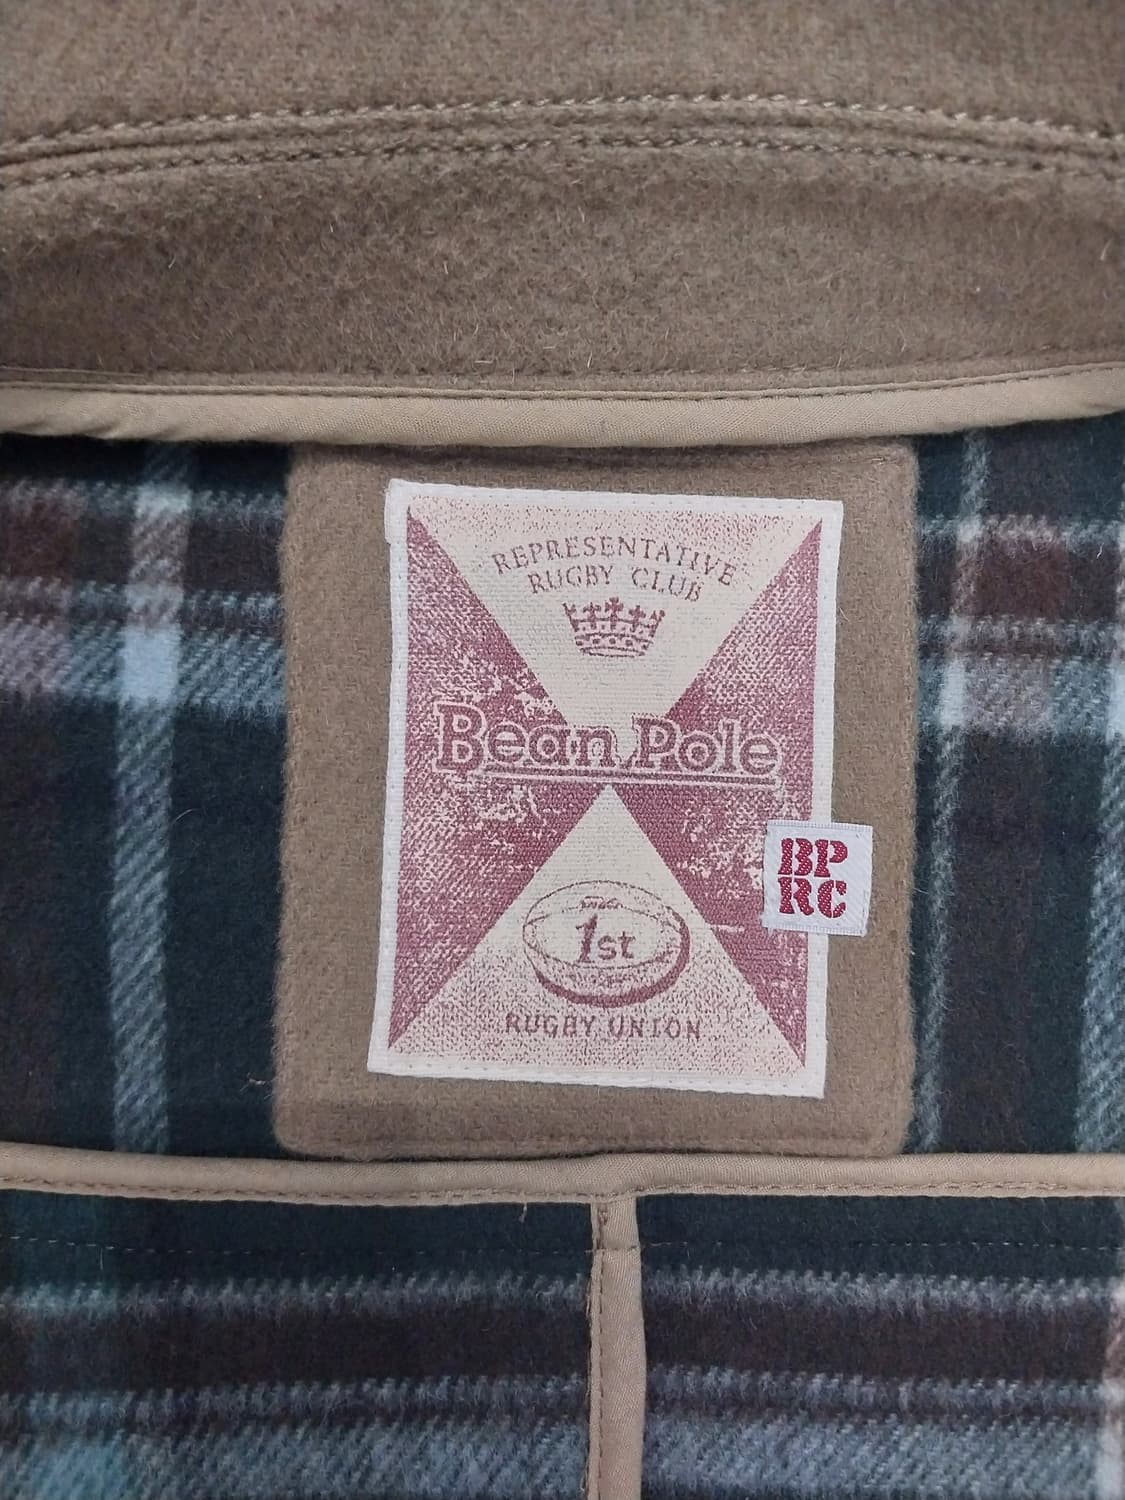 REPRESENTATIVE
RUGBY CLUB
Bean Pole
BP
RC
1st
RUGBY UNION